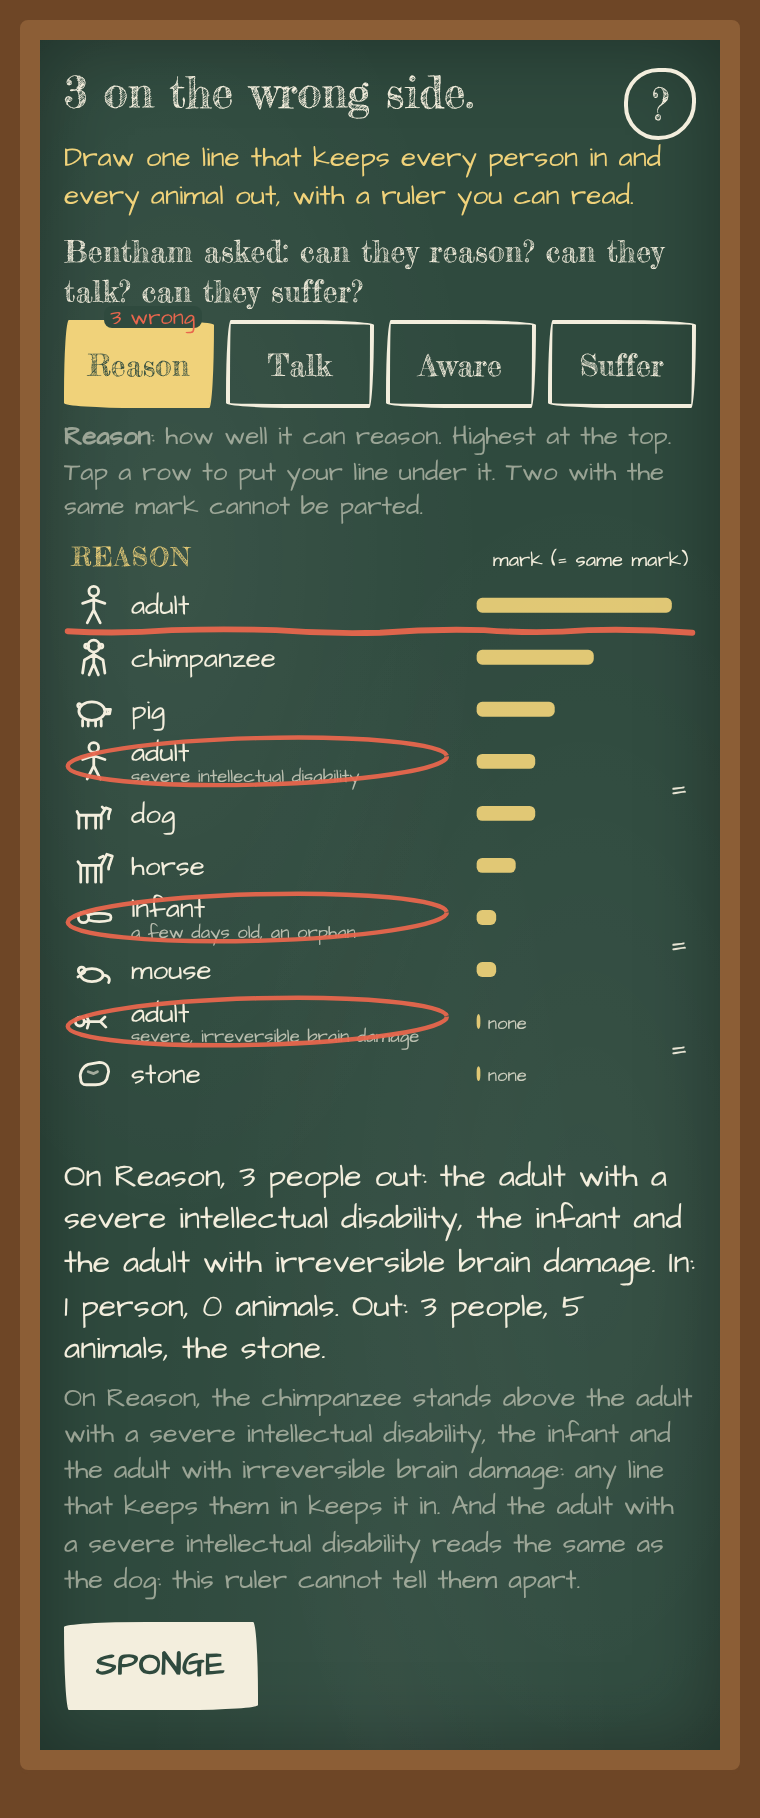 3 on the wrong side.
?
Draw one line that keeps every person in and
every animal out, with a ruler you can read.
Bentham asked: can they reason? can they
talk? can they suffer?
3 wrong
Reason
Talk
Aware
Suffer
Reason: how well it can reason. Highest at the top.
Tap a row to put your line under it. Two with the
same mark cannot be parted.
REASON
mark (= same mark)
adult
chimpanzee
pig
adult
severe intellectual disability
=
dog
horse
infant
a few days old, an orphan
=
mouse
adult
severe, irreversible brain damage
none
=
stone
none
On Reason, 3 people out: the adult with a
severe intellectual disability, the infant and
the adult with irreversible brain damage. In:
1 person, 0 animals. Out: 3 people, 5
animals, the stone.
On Reason, the chimpanzee stands above the adult
with a severe intellectual disability, the infant and
the adult with irreversible brain damage: any line
that keeps them in keeps it in. And the adult with
a severe intellectual disability reads the same as
the dog: this ruler cannot tell them apart.
SPONGE